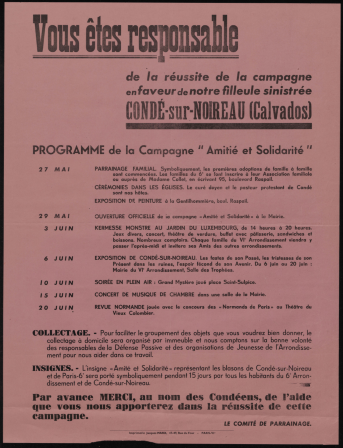 Vous êtes responsable
de la réussite de la campagne
en faveur de notre filleule sinistrée
CONDÉ-sur-NOIREAU (Calvados)
PROGRAMME de la Campagne "Amitié et Solidarité"
27 MAI PARRAINAGE FAMILIAL. Symboliquement, les premières adoptions de famille à famille
sont commencées. Les familles du 6e se font inscrire à leur Association familiale
ou auprès de Madame Collet, en écrivant 95, boulevard Raspail.
CÉRÉMONIES DANS LES ÉGLISES. Le curé doyen et le pasteur protestant de Condé
sont nos hôtes.
EXPOSITION DE PEINTURE à la Gentilhommière, boul. Raspail.
29 MAI OUVERTURE OFFICIELLE de la campagne «Amitié et Solidarité» à la Mairie.
3 JUIN KERMESSE MONSTRE AU JARDIN DU LUXEMBOURG, de 14 heures à 20 heures.
Jeux divers, concert, théâtre de verdure, buffet avec pâtisserie, sandwiches et
boissons. Nombreux comptoirs. Chaque famille du VIe Arrondissement viendra y
passer l'après-midi et invitera ses Amis des autres arrondissements.
6 JUIN EXPOSITION DE CONDÉ-SUR-NOIREAU. Les fastes de son Passé, les tristesses de son
Présent dans les ruines, l'espoir fécond de son Avenir. Du 6 juin au 20 juin :
Mairie du VIe Arrondissement, Salle des Trophées.
10 JUIN SOIRÉE EN PLEIN AIR : Grand Mystère joué place Saint-Sulpice.
15 JUIN CONCERT DE MUSIQUE DE CHAMBRE dans une salle de la Mairie.
20 JUIN REVUE NORMANDE jouée avec le concours des «Normands de Paris» au Théâtre du
Vieux Colombier.
COLLECTAGE. - Pour faciliter le groupement des objets que vous voudrez bien donner, le
collectage à domicile sera organisé par immeuble et nous comptons sur la bonne volonté
des responsables de la Défense Passive et des organisations de Jeunesse de l'Arrondisse-
ment pour nous aider dans ce travail.
INSIGNES. - L'insigne «Amitié et Solidarité» représentant les blasons de Condé-sur-Noireau
et de Paris-6e sera porté symboliquement pendant 15 jours par tous les habitants du 6e Arron-
dissement et de Condé-sur-Noireau.
Par avance MERCI, au nom des Condéens, de l'aide
que vous nous apporterez dans la réussite de cette
campagne.
LE COMITÉ DE PARRAINAGE.